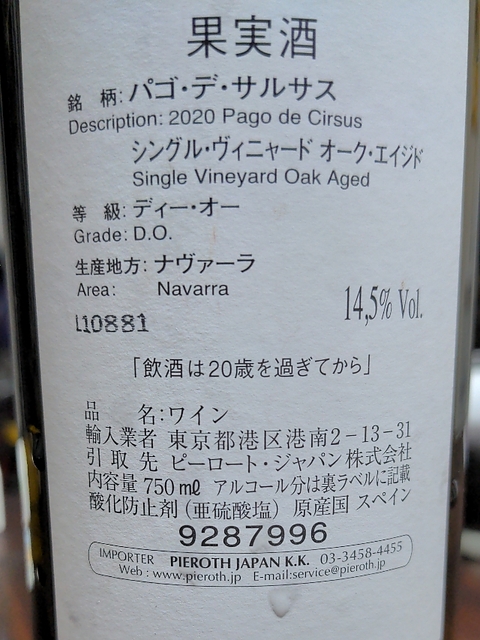 果実酒
銘 柄: パゴ・デ・サルサス
Description: 2020 Pago de Cirsus
シングル・ヴィニャード オーク・エイジド
Single Vineyard Oak Aged
等 級: ディー・オー
Grade: D.O.
生産地方: ナヴァーラ
Area: Navarra
14,5% Vol.
L10881
「飲酒は20歳を過ぎてから」
品 名:ワイン
輸入業者 東京都港区港南2-13-31
引取先 ピーロート・ジャパン株式会社
内容量 750㎖ アルコール分は裏ラベルに記載
酸化防止剤(亜硫酸塩) 原産国 スペイン
9287996
IMPORTER PIEROTH JAPAN K.K. 03-3458-4455
Web : www.pieroth.jp E-mail:service@pieroth.jp